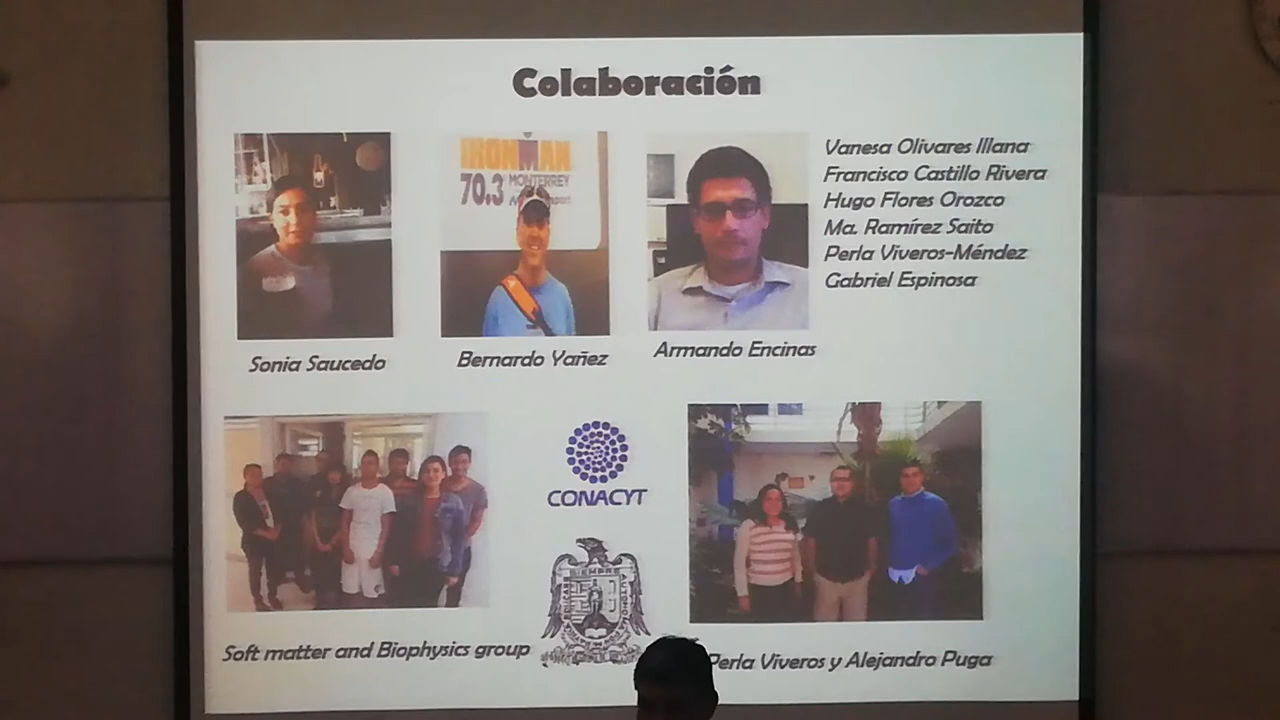 Colaboración
IRONMAN
70.3 MONTERREY
Vanesa Olivares Illana
Francisco Castillo Rivera
Hugo Flores Orozco
Ma. Ramírez Saito
Perla Viveros-Méndez
Gabriel Espinosa
Sonia Saucedo
Bernardo Yañez
Armando Encinas
CONACYT
SIEMPRE
Soft matter and Biophysics group
Perla Viveros y Alejandro Puga